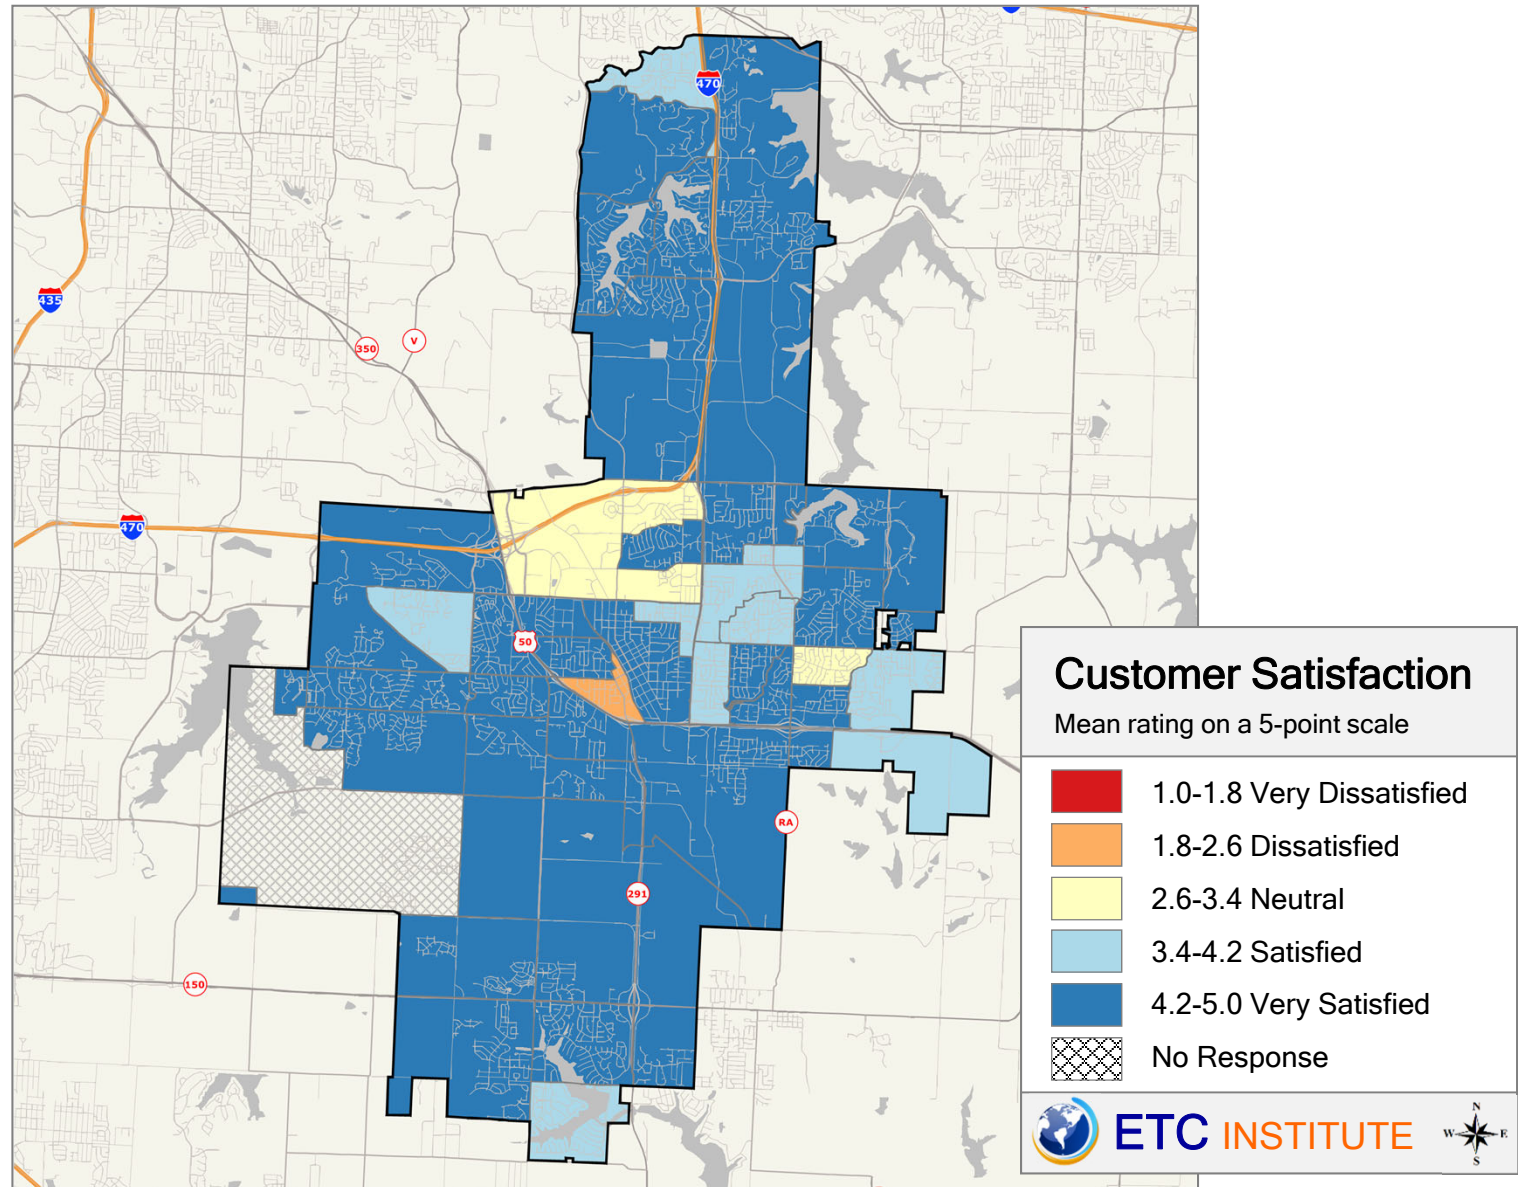 470
435
350
V
470
50
RA
291
150
Customer Satisfaction
Mean rating on a 5-point scale
1.0-1.8 Very Dissatisfied
1.8-2.6 Dissatisfied
2.6-3.4 Neutral
3.4-4.2 Satisfied
4.2-5.0 Very Satisfied
No Response
ETC INSTITUTE
N
W E
S